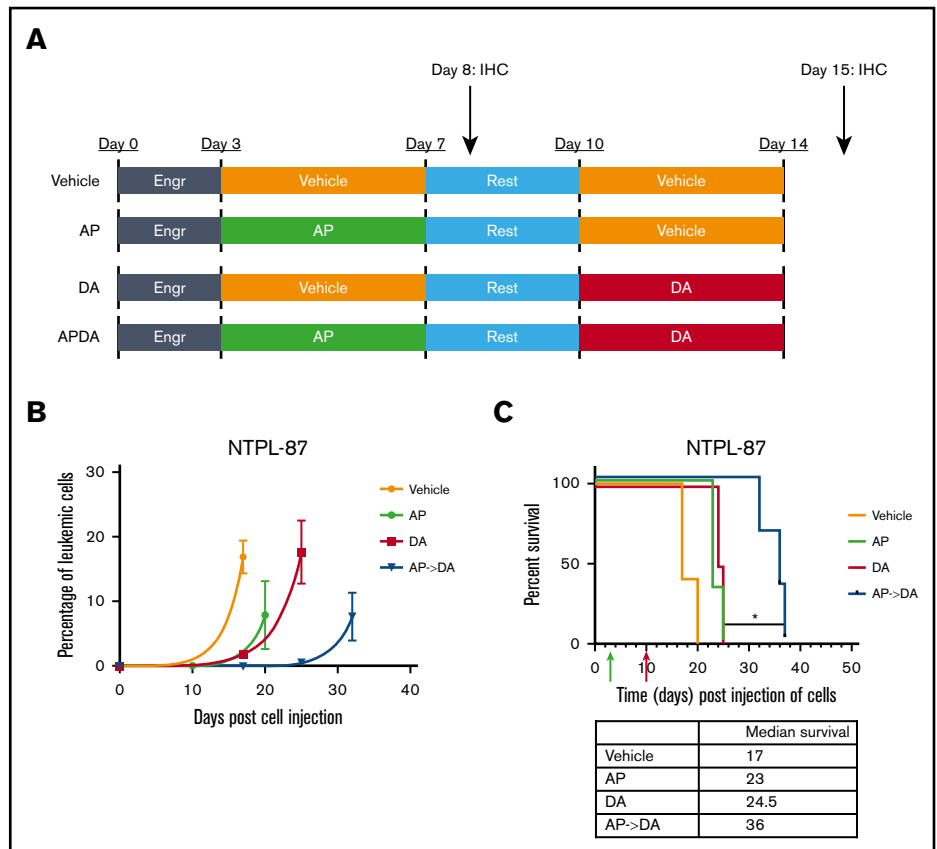 A
Day 8: IHC
Day 15: IHC
Day 0
Day 3
Day 7
Day 10
Day 14
Vehicle
Engr
Vehicle
Rest
Vehicle
AP
Engr
AP
Rest
Vehicle
DA
Engr
Vehicle
Rest
DA
APDA
Engr
AP
Rest
DA
B
NTPL-87
Percentage of leukemic cells
30
20
10
0
0
10
20
30
40
Days post cell injection
Vehicle
AP
DA
AP->DA
C
NTPL-87
Percent survival
100
50
0
0
10
20
30
40
50
*
Time (days) post injection of cells
Vehicle
AP
DA
AP->DA
Median survival
Vehicle 17
AP 23
DA 24.5
AP->DA 36